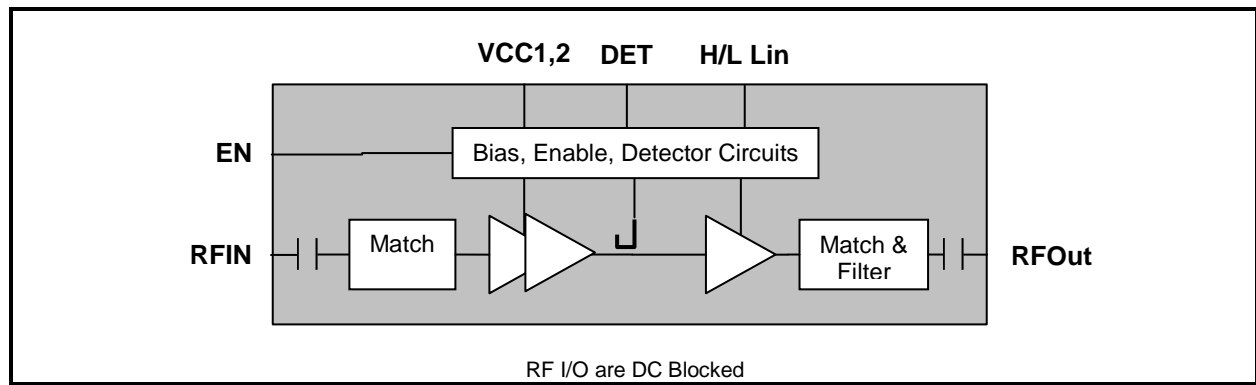 VCC1,2 DET H/L Lin
EN
Bias, Enable, Detector Circuits
RFIN
Match
Match &
Filter
RFOut
RF I/O are DC Blocked